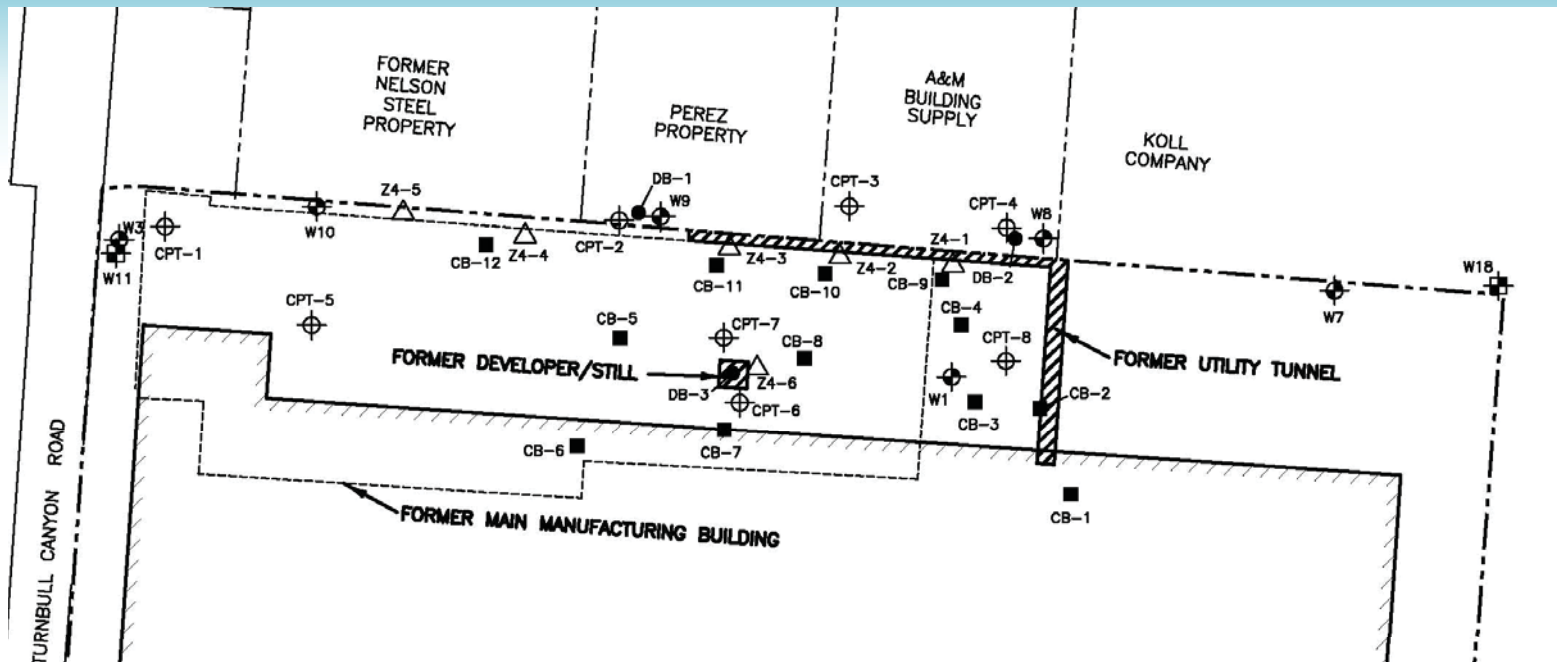 FORMER
NELSON
STEEL
PROPERTY
PEREZ
PROPERTY
A&M
BUILDING
SUPPLY
KOLL
COMPANY
Z4-5
DB-1
W9
CPT-3
CPT-4
W8
W3
CPT-1
W10
Z4-4
CPT-2
Z4-3
Z4-2
Z4-1
DB-2
W11
CB-12
CB-11
CB-10
CB-9
W18
W7
CPT-5
CB-5
CPT-7
CB-8
CB-4
CPT-8
FORMER DEVELOPER/STILL
FORMER UTILITY TUNNEL
DB-3
Z4-6
CPT-6
W1
CB-3
CB-2
CB-6
CB-7
CB-1
FORMER MAIN MANUFACTURING BUILDING
TURNBULL CANYON ROAD